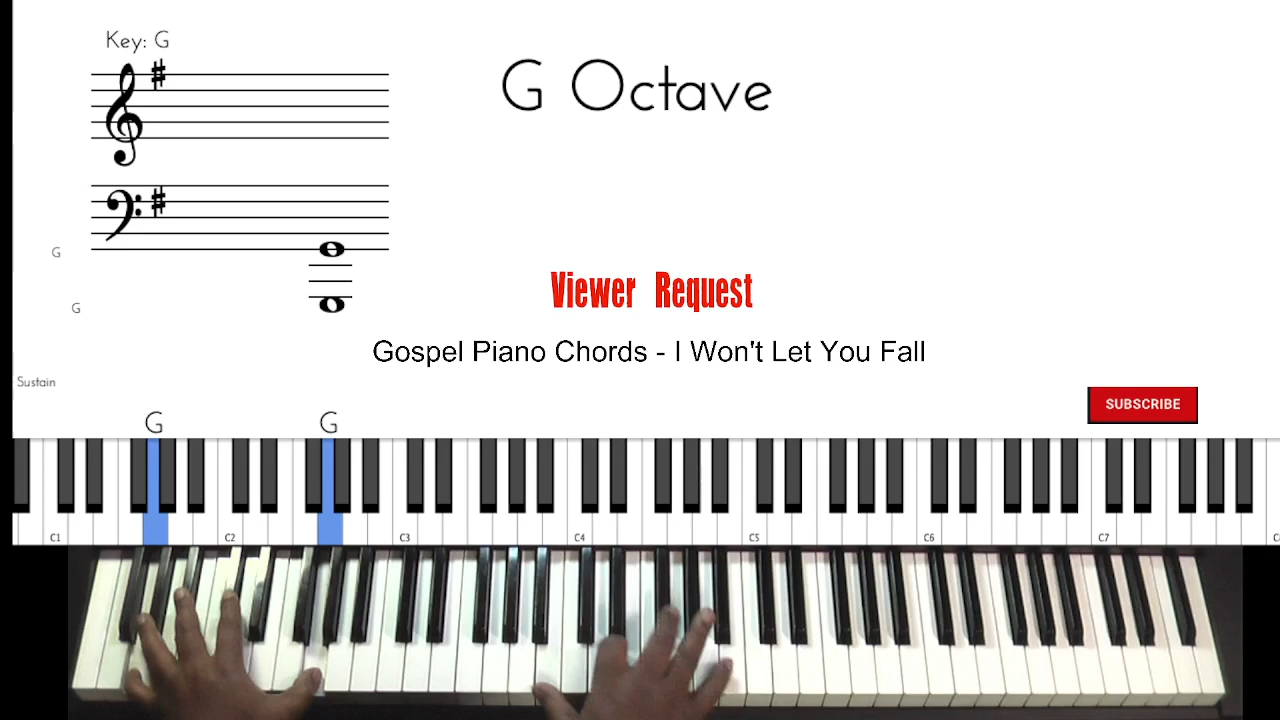 Key: G
G Octave
G
G
Viewer Request
Gospel Piano Chords - I Won't Let You Fall
Sustain
SUBSCRIBE
G G
C1 C2 C3 C4 C5 C6 C7